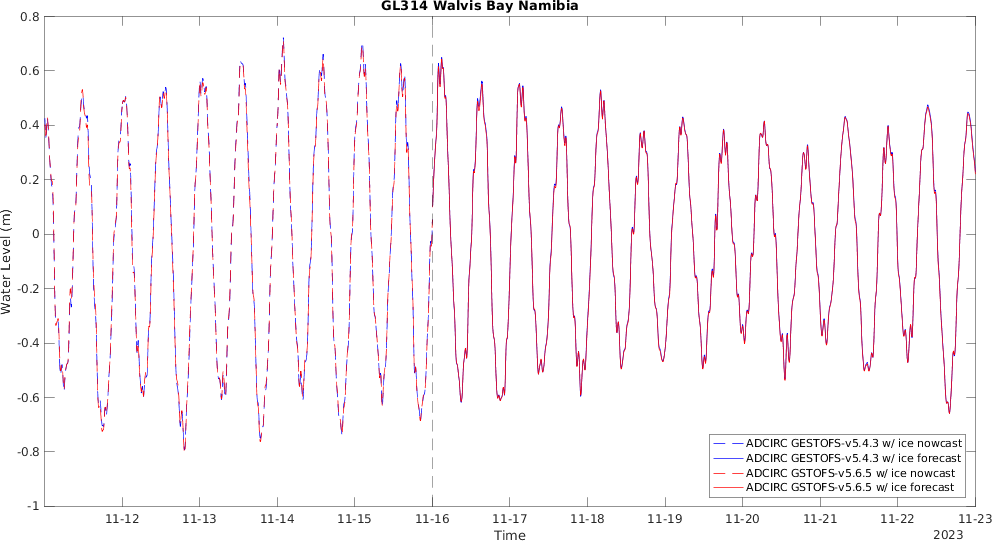 GL314 Walvis Bay Namibia
0.8
0.6
0.4
0.2
0
-0.2
-0.4
-0.6
-0.8
-1
Water Level (m)
ADCIRC GESTOFS-v5.4.3 w/ ice nowcast
ADCIRC GESTOFS-v5.4.3 w/ ice forecast
ADCIRC GSTOFS-v5.6.5 w/ ice nowcast
ADCIRC GSTOFS-v5.6.5 w/ ice forecast
11-12 11-13 11-14 11-15 11-16 11-17 11-18 11-19 11-20 11-21 11-22 11-23
Time
2023